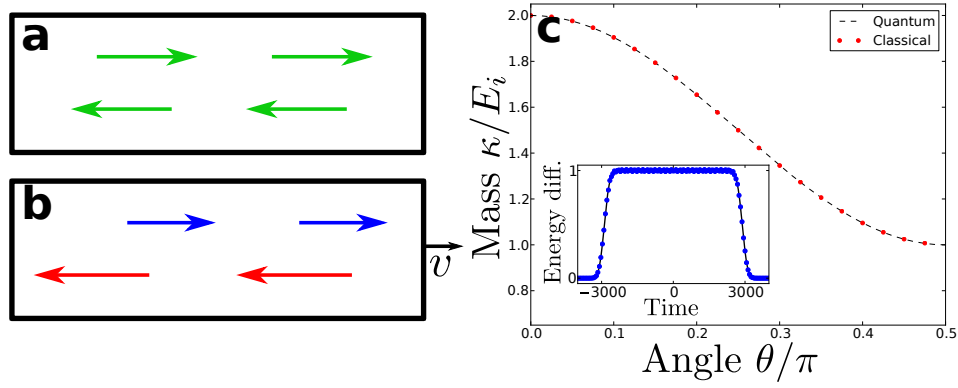 a
b
v
c
Quantum
Classical
Mass κ/E_i
2.0
1.8
1.6
1.4
1.2
1.0
0.8
Energy diff.
1
0
−3000 0 3000
Time
0.0 0.1 0.2 0.3 0.4 0.5
Angle θ/π